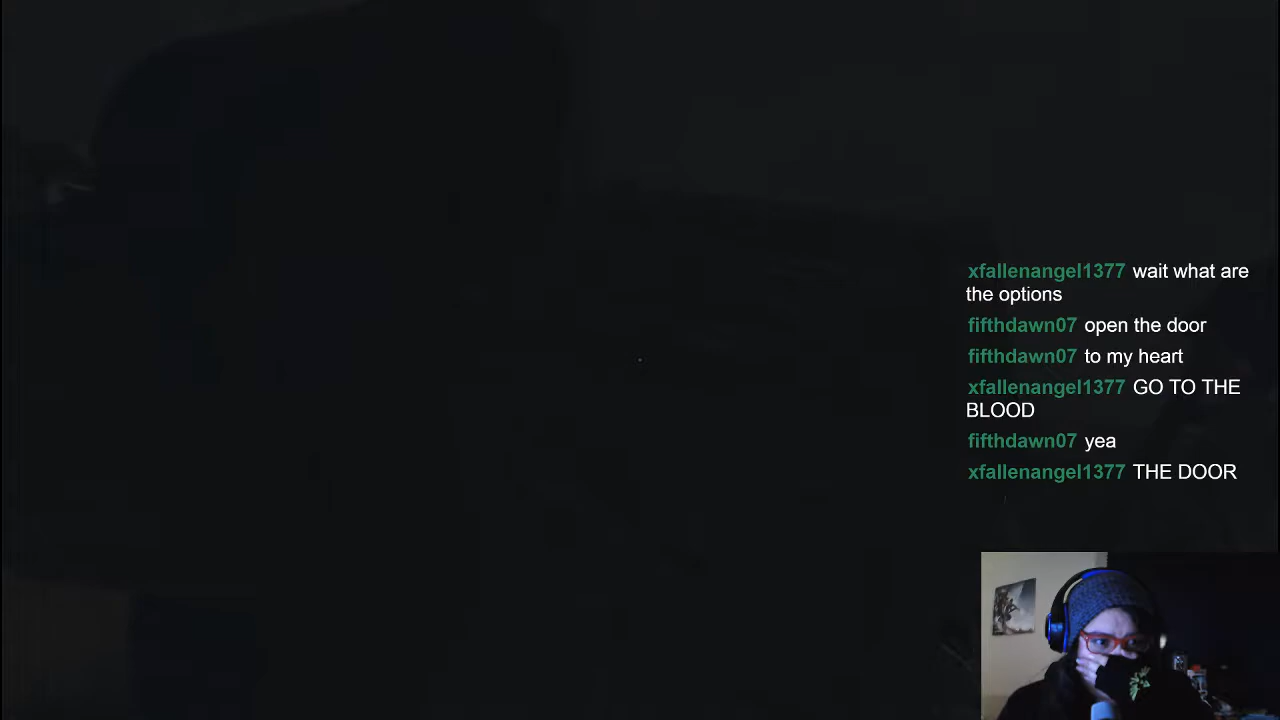 xfallenangel1377 wait what are
the options
fifthdawn07 open the door
fifthdawn07 to my heart
xfallenangel1377 GO TO THE
BLOOD
fifthdawn07 yea
xfallenangel1377 THE DOOR